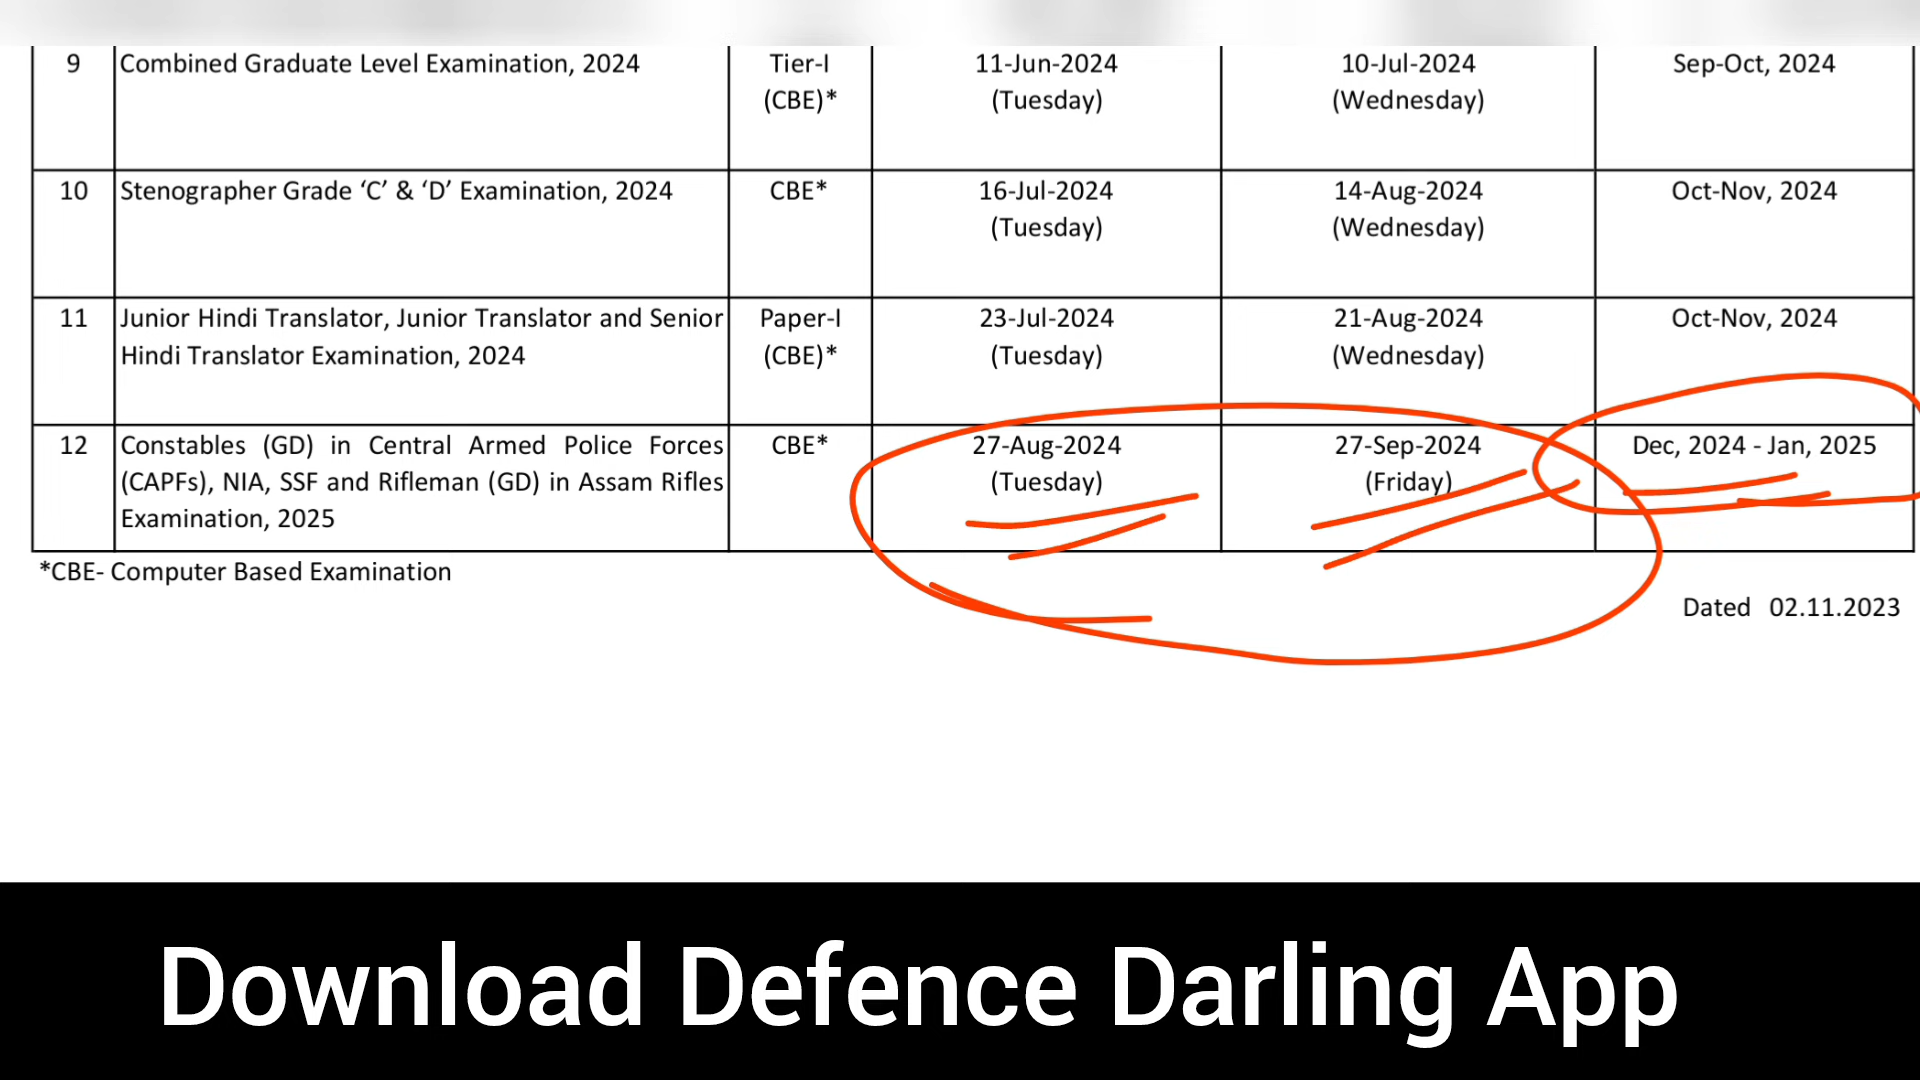 9 Combined Graduate Level Examination, 2024 Tier-I 11-Jun-2024 10-Jul-2024 Sep-Oct, 2024
(CBE)* (Tuesday) (Wednesday)
10 Stenographer Grade ‘C’ & ‘D’ Examination, 2024 CBE* 16-Jul-2024 14-Aug-2024 Oct-Nov, 2024
(Tuesday) (Wednesday)
11 Junior Hindi Translator, Junior Translator and Senior Paper-I 23-Jul-2024 21-Aug-2024 Oct-Nov, 2024
Hindi Translator Examination, 2024 (CBE)* (Tuesday) (Wednesday)
12 Constables (GD) in Central Armed Police Forces CBE* 27-Aug-2024 27-Sep-2024 Dec, 2024 - Jan, 2025
(CAPFs), NIA, SSF and Rifleman (GD) in Assam Rifles (Tuesday) (Friday)
Examination, 2025
*CBE- Computer Based Examination
Dated 02.11.2023
Download Defence Darling App